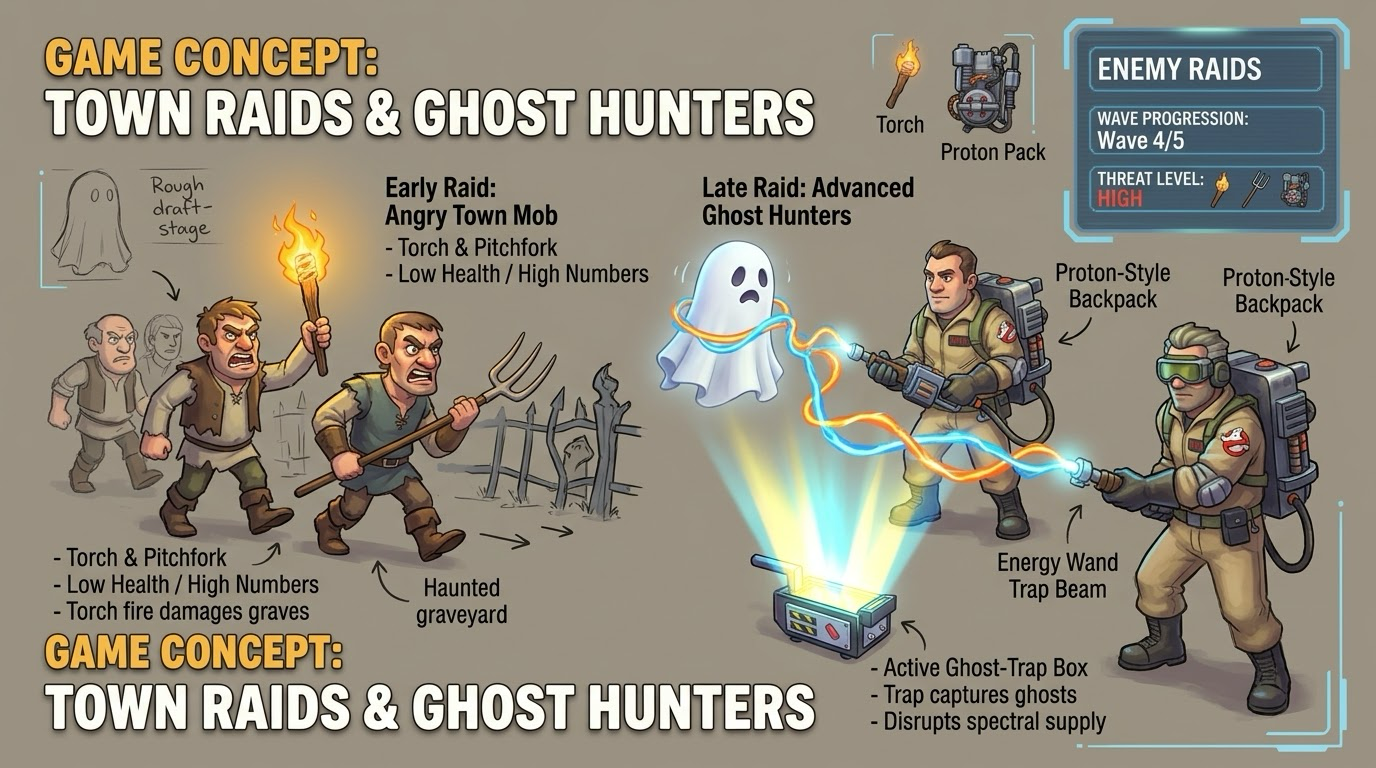 GAME CONCEPT:
TOWN RAIDS & GHOST HUNTERS
Torch
Proton Pack
ENEMY RAIDS
WAVE PROGRESSION:
Wave 4/5
THREAT LEVEL:
HIGH
Rough
draft-
stage
Early Raid:
Angry Town Mob
- Torch & Pitchfork
- Low Health / High Numbers
Late Raid: Advanced
Ghost Hunters
Proton-Style
Backpack
Proton-Style
Backpack
- Torch & Pitchfork
- Low Health / High Numbers
- Torch fire damages graves
Haunted
graveyard
Energy Wand
Trap Beam
- Active Ghost-Trap Box
- Trap captures ghosts
- Disrupts spectral supply
GAME CONCEPT:
TOWN RAIDS & GHOST HUNTERS